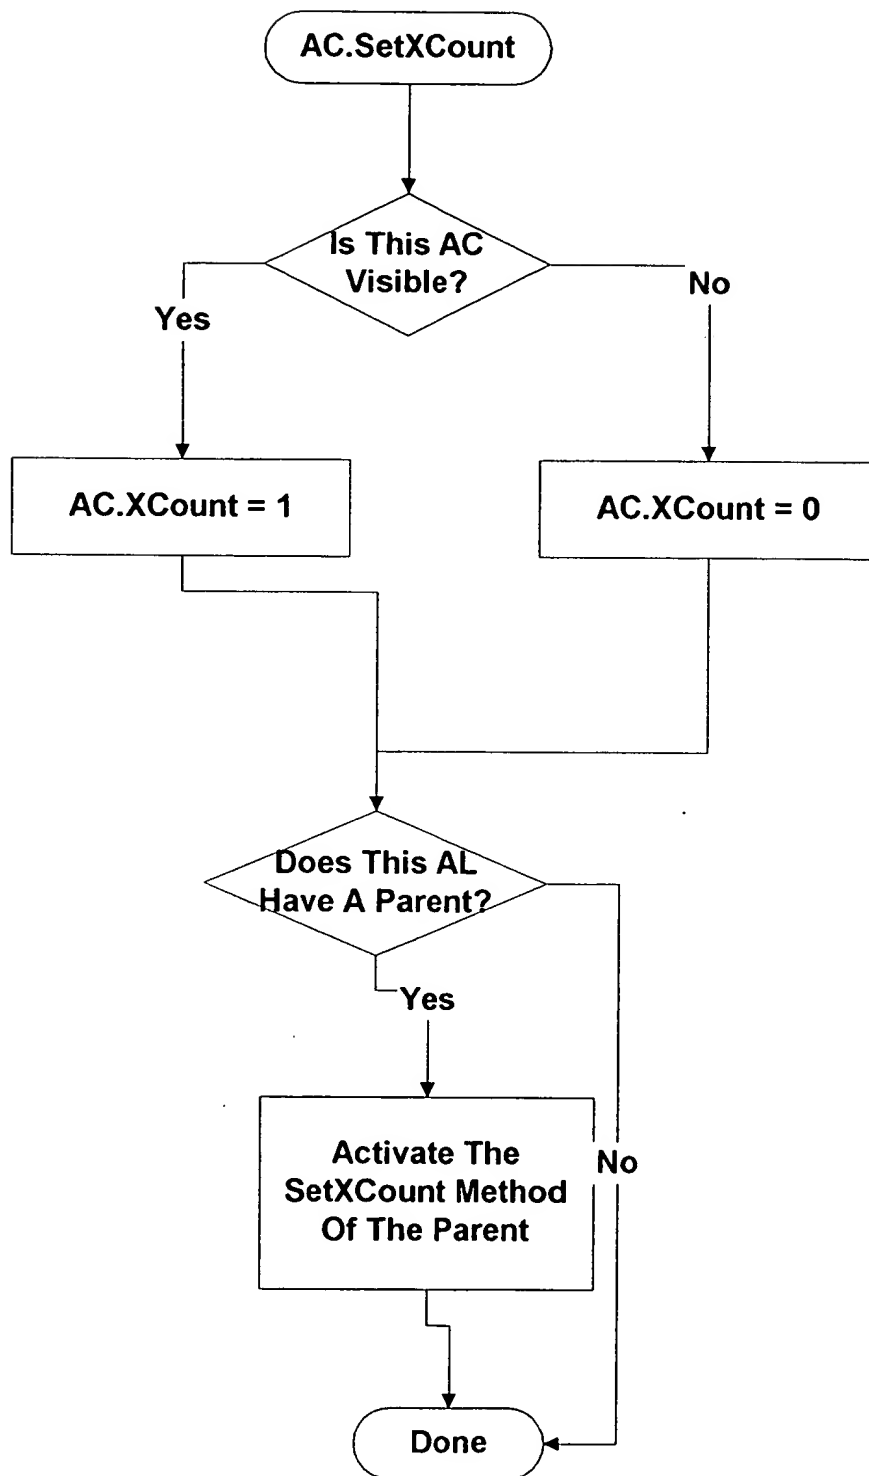 AC.SetXCount
Is This AC
Visible?
Yes
No
AC.XCount = 1
AC.XCount = 0
Does This AL
Have A Parent?
Yes
Activate The
SetXCount Method
Of The Parent
No
Done